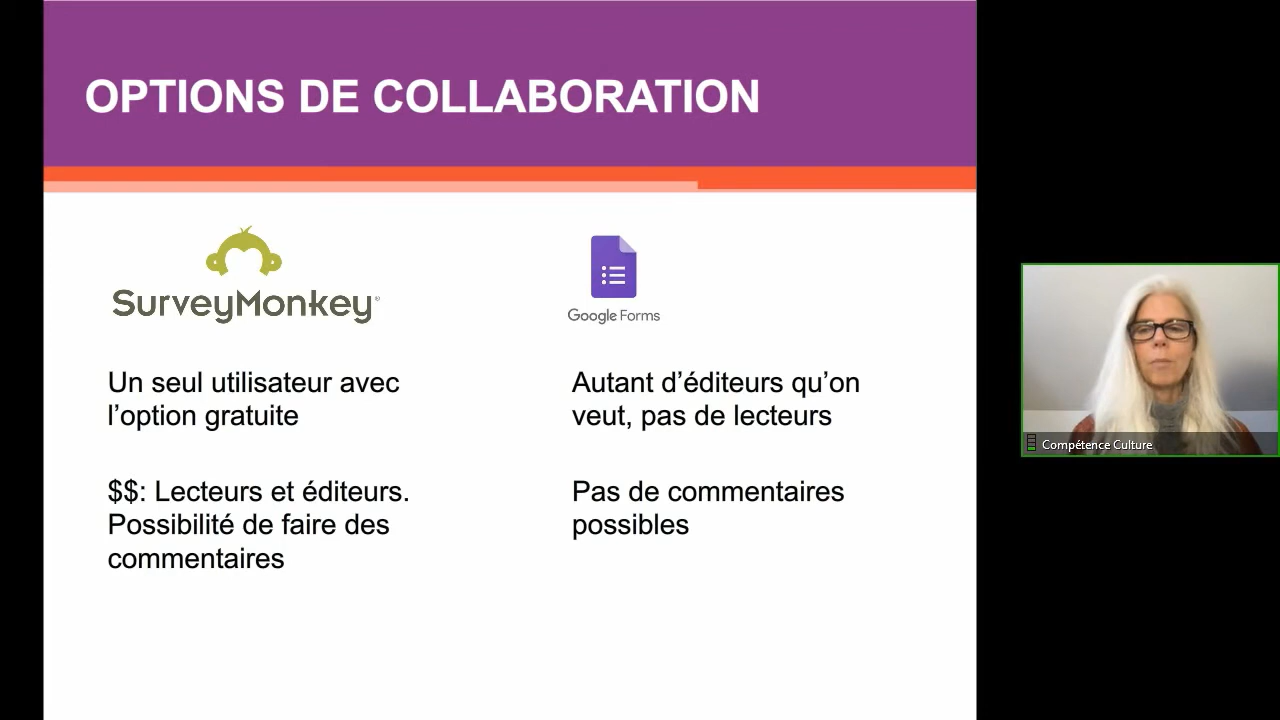 OPTIONS DE COLLABORATION
SurveyMonkey®
Un seul utilisateur avec
l’option gratuite
$$: Lecteurs et éditeurs.
Possibilité de faire des
commentaires
Google Forms
Autant d’éditeurs qu’on
veut, pas de lecteurs
Pas de commentaires
possibles
Compétence Culture